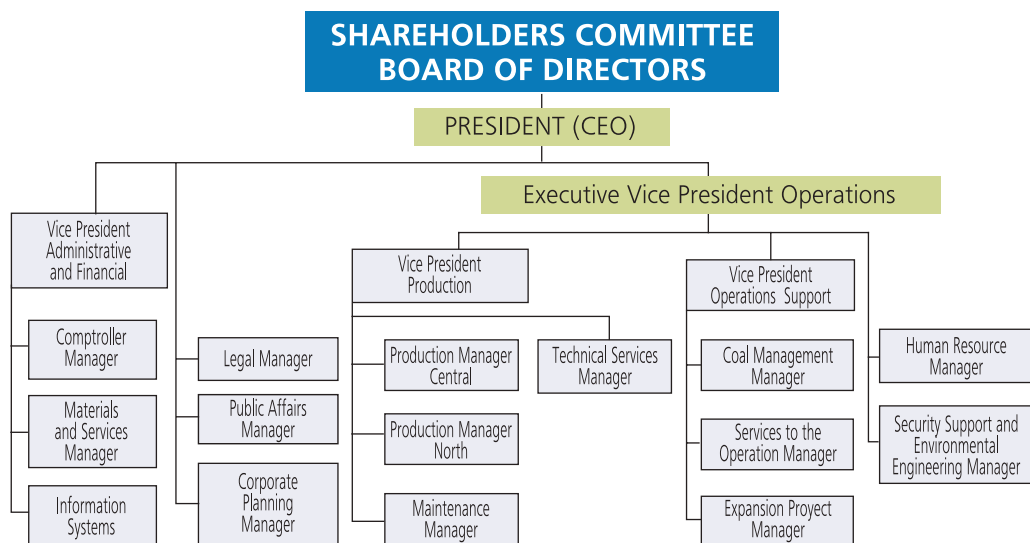 SHAREHOLDERS COMMITTEE
BOARD OF DIRECTORS
PRESIDENT (CEO)
Executive Vice President Operations
Vice President
Administrative
and Financial
Vice President
Production
Vice President
Operations Support
Comptroller
Manager
Legal Manager
Production Manager
Central
Technical Services
Manager
Coal Management
Manager
Human Resource
Manager
Materials
and Services
Manager
Public Affairs
Manager
Production Manager
North
Services to the
Operation Manager
Security Support and
Environmental
Engineering Manager
Information
Systems
Corporate
Planning
Manager
Maintenance
Manager
Expansion Proyect
Manager